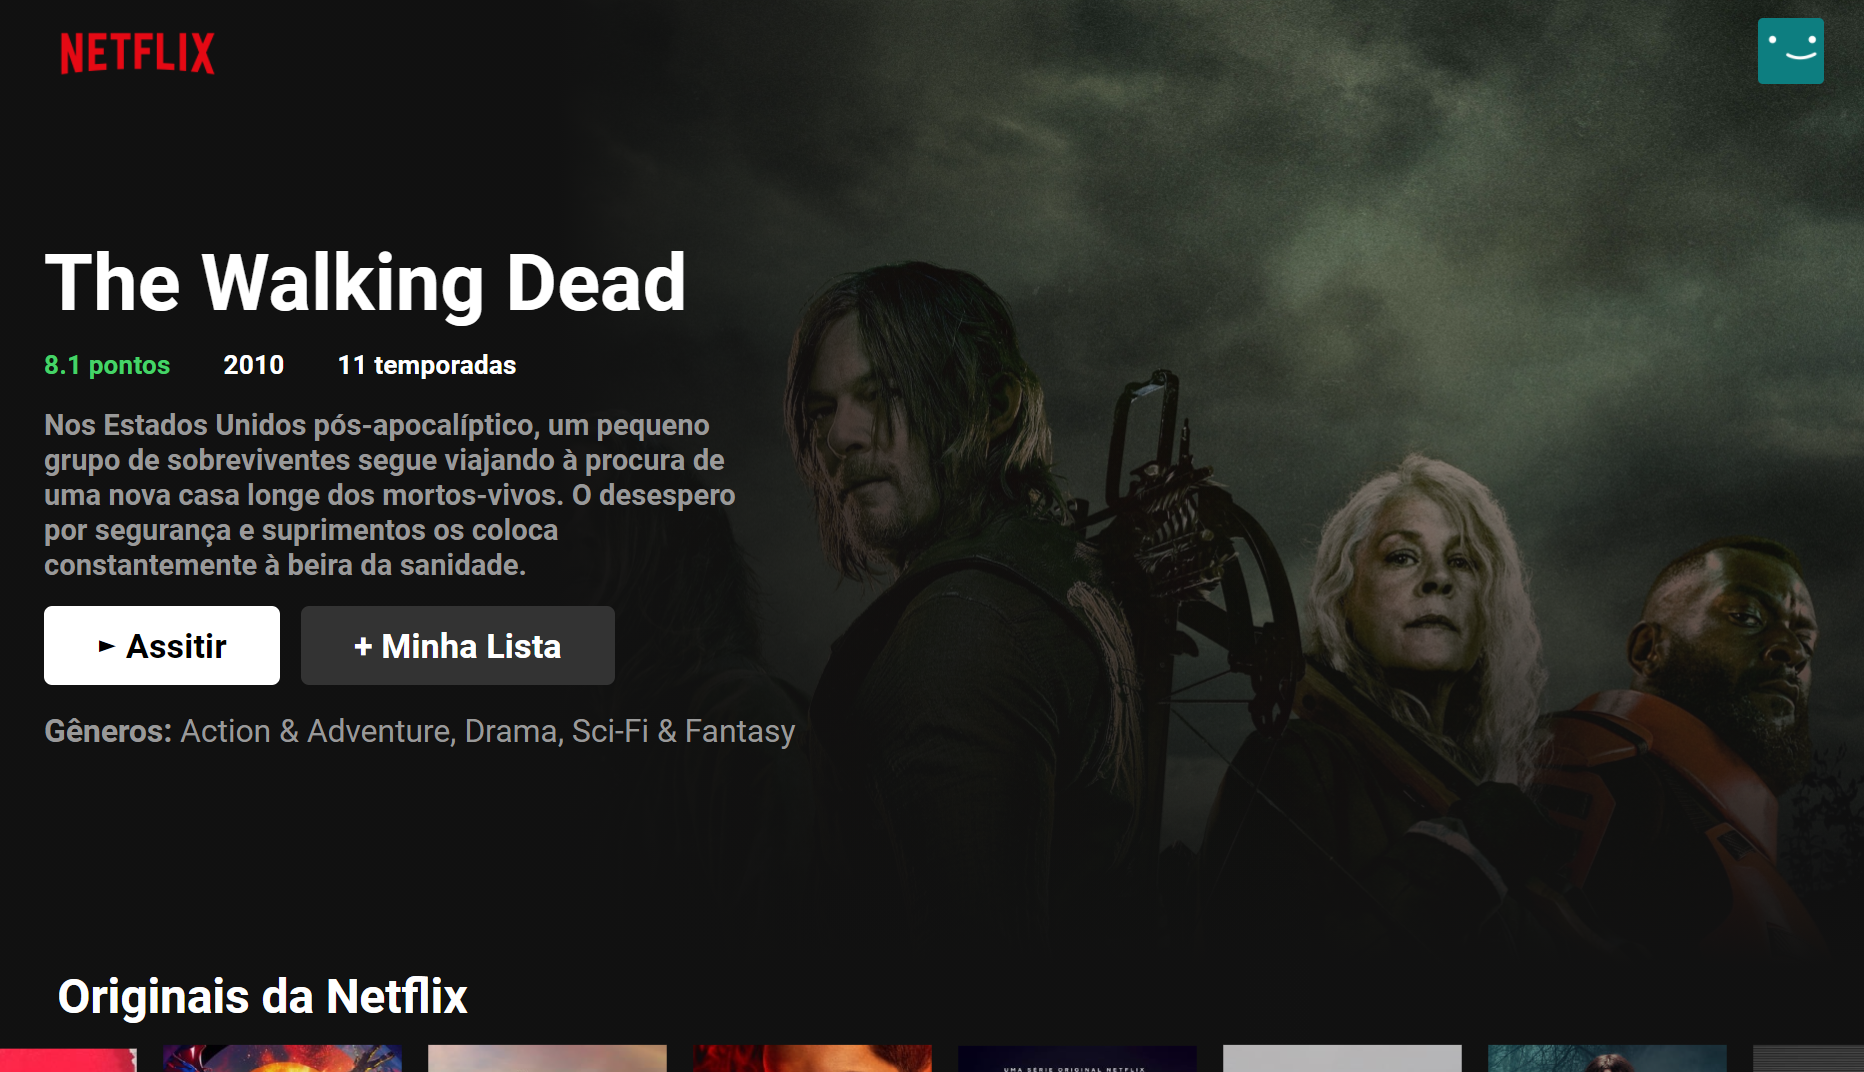 NETFLIX
The Walking Dead
8.1 pontos 2010 11 temporadas
Nos Estados Unidos pós-apocalíptico, um pequeno
grupo de sobreviventes segue viajando à procura de
uma nova casa longe dos mortos-vivos. O desespero
por segurança e suprimentos os coloca
constantemente à beira da sanidade.
► Assitir
+ Minha Lista
Gêneros: Action & Adventure, Drama, Sci-Fi & Fantasy
Originais da Netflix
UMA SÉRIE ORIGINAL NETFLIX